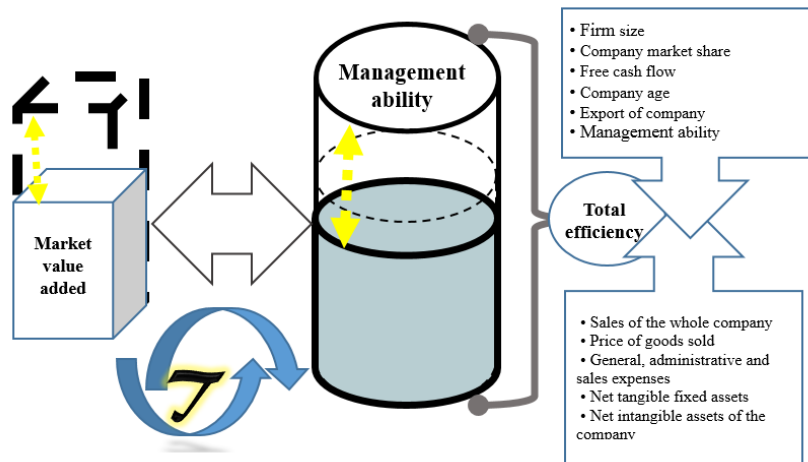 Management
ability
Market
value
added
T
• Firm size
• Company market share
• Free cash flow
• Company age
• Export of company
• Management ability
Total
efficiency
• Sales of the whole company
• Price of goods sold
• General, administrative and
sales expenses
• Net tangible fixed assets
• Net intangible assets of the
company